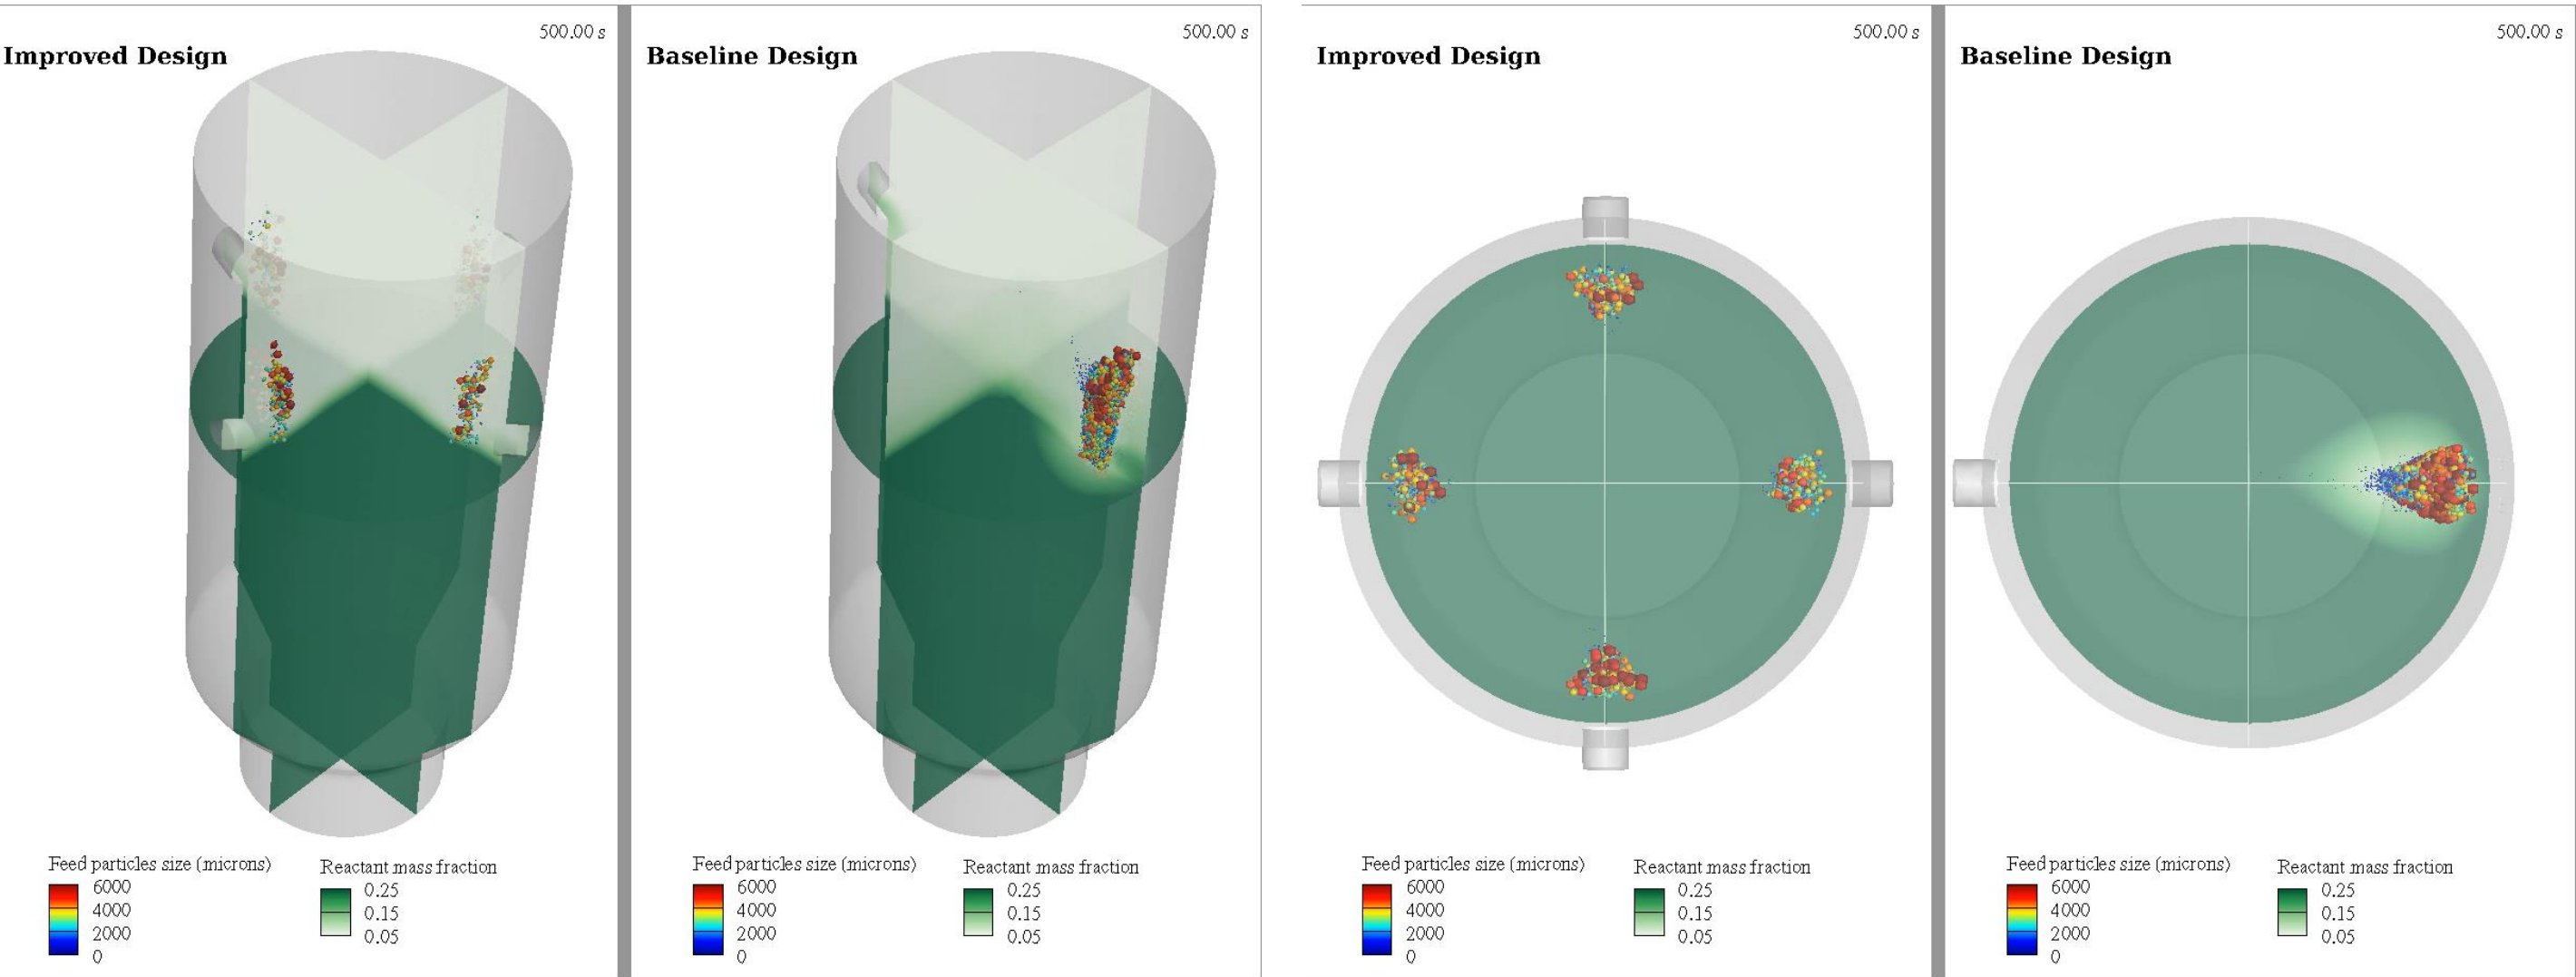 500.00 s
Improved Design
Feed particles size (microns)
6000
4000
2000
0
Reactant mass fraction
0.25
0.15
0.05
500.00 s
Baseline Design
Feed particles size (microns)
6000
4000
2000
0
Reactant mass fraction
0.25
0.15
0.05
500.00 s
Improved Design
Feed particles size (microns)
6000
4000
2000
0
Reactant mass fraction
0.25
0.15
0.05
500.00 s
Baseline Design
Feed particles size (microns)
6000
4000
2000
0
Reactant mass fraction
0.25
0.15
0.05